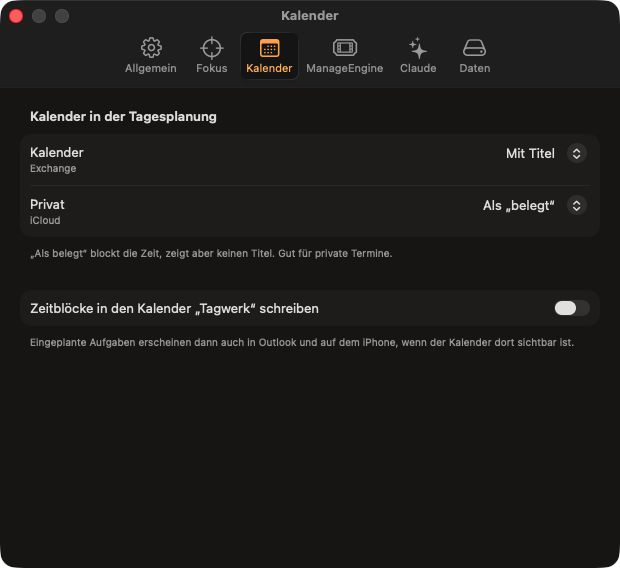 Kalender
Allgemein Fokus Kalender ManageEngine Claude Daten
Kalender in der Tagesplanung
Kalender Mit Titel
Exchange
Privat Als „belegt“
iCloud
„Als belegt“ blockt die Zeit, zeigt aber keinen Titel. Gut für private Termine.
Zeitblöcke in den Kalender „Tagwerk“ schreiben
Eingeplante Aufgaben erscheinen dann auch in Outlook und auf dem iPhone, wenn der Kalender dort sichtbar ist.